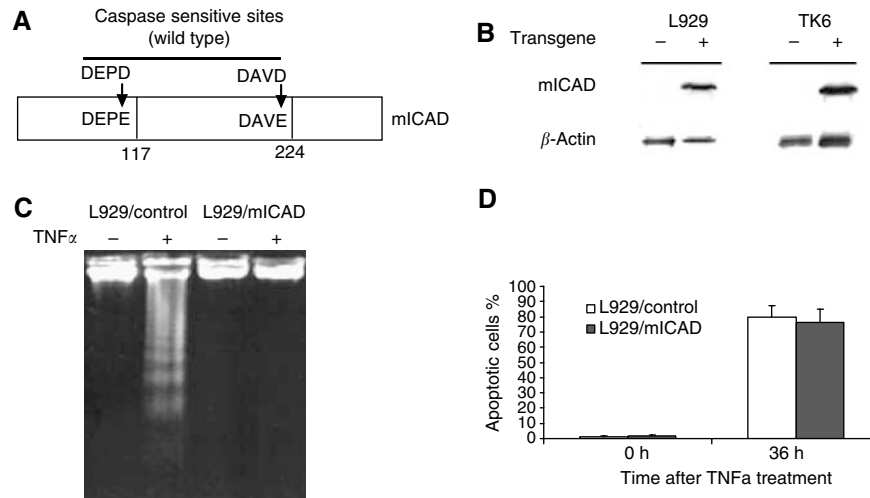 A
Caspase sensitive sites
(wild type)
DEPD DAVD
DEPE DAVE mICAD
117 224
B
L929 TK6
Transgene – + – +
mICAD
β-Actin
C
L929/control L929/mICAD
TNFα – + – +
D
Apoptotic cells %
100
90
80
70
60
50
40
30
20
10
0
L929/control
L929/mICAD
0 h 36 h
Time after TNFa treatment